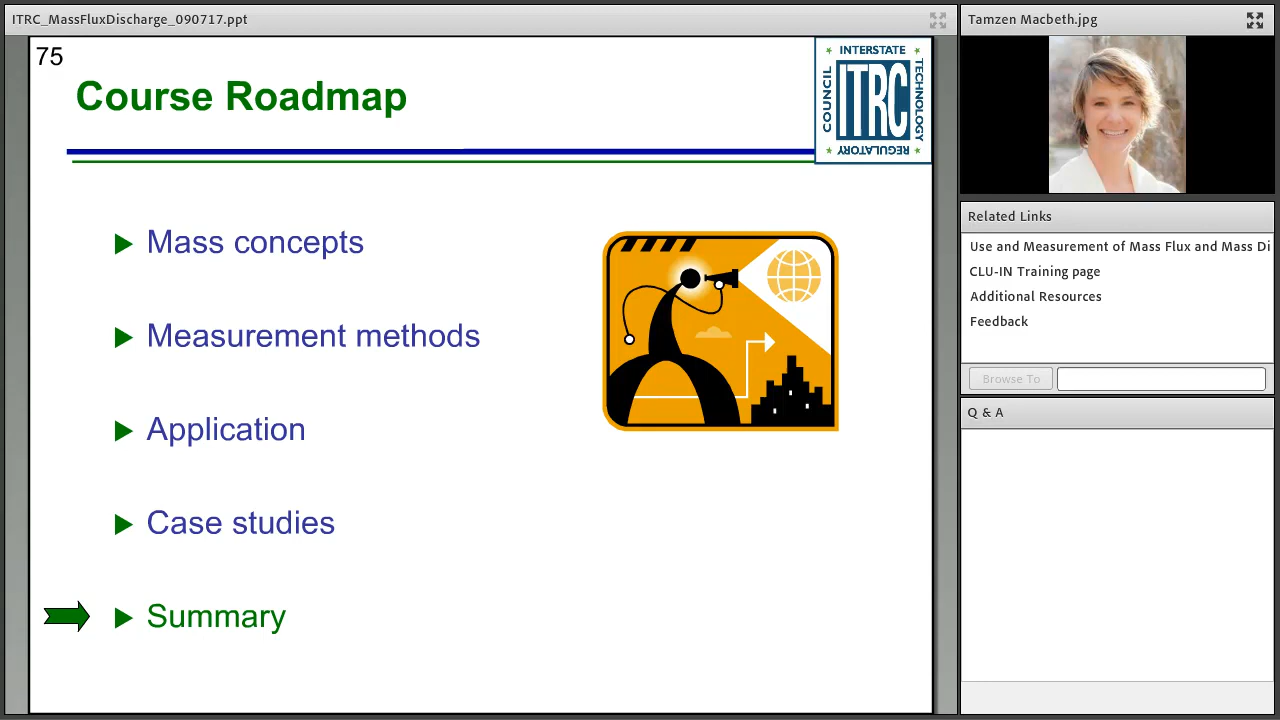 ITRC_MassFluxDischarge_090717.ppt
75
Course Roadmap
INTERSTATE
COUNCIL
ITRC
TECHNOLOGY
REGULATORY
Mass concepts
Measurement methods
Application
Case studies
Summary
Tamzen Macbeth.jpg
Related Links
Use and Measurement of Mass Flux and Mass Di
CLU-IN Training page
Additional Resources
Feedback
Browse To
Q & A